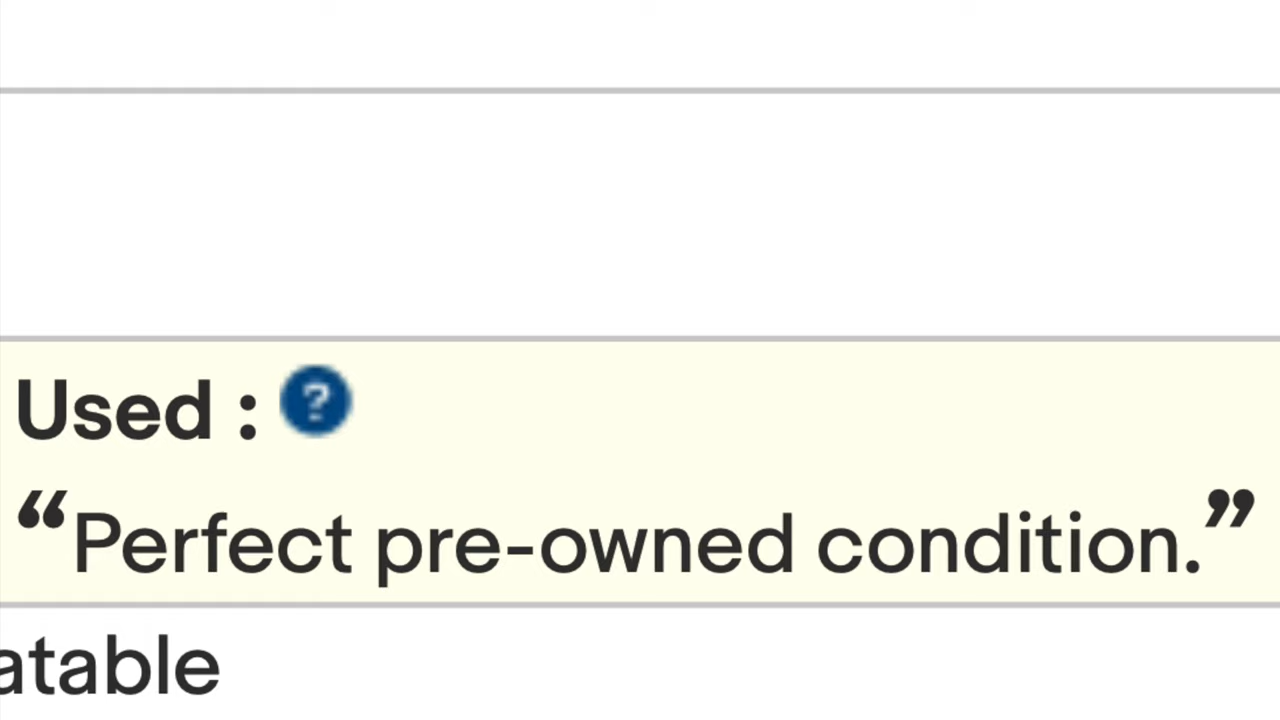 Used : ?
“Perfect pre-owned condition.”
atable